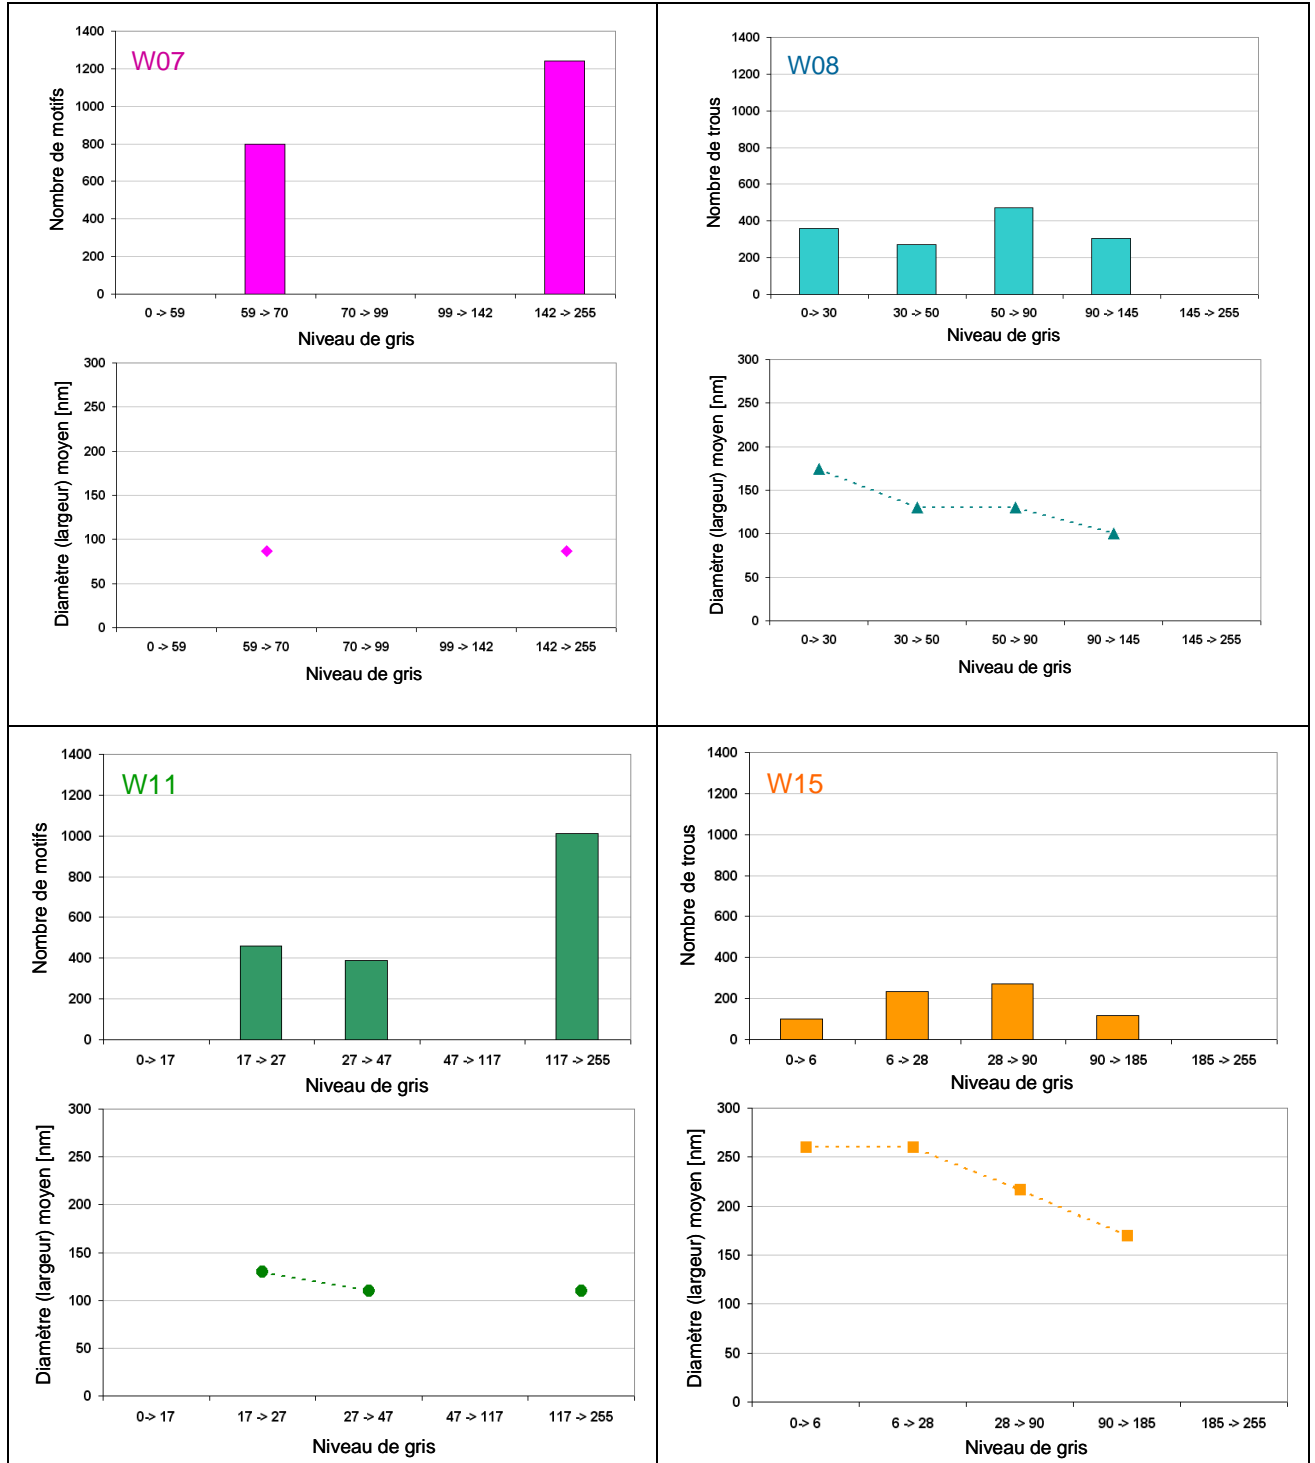 W07
Nombre de motifs
1400
1200
1000
800
600
400
200
0
0 -> 59 59 -> 70 70 -> 99 99 -> 142 142 -> 255
Niveau de gris
Diamètre (largeur) moyen [nm]
300
250
200
150
100
50
0
0 -> 59 59 -> 70 70 -> 99 99 -> 142 142 -> 255
Niveau de gris
W08
Nombre de trous
1400
1200
1000
800
600
400
200
0
0-> 30 30 -> 50 50 -> 90 90 -> 145 145 -> 255
Niveau de gris
Diamètre (largeur) moyen [nm]
300
250
200
150
100
50
0
0-> 30 30 -> 50 50 -> 90 90 -> 145 145 -> 255
Niveau de gris
W11
Nombre de motifs
1400
1200
1000
800
600
400
200
0
0-> 17 17 -> 27 27 -> 47 47 -> 117 117 -> 255
Niveau de gris
Diamètre (largeur) moyen [nm]
300
250
200
150
100
50
0
0-> 17 17 -> 27 27 -> 47 47 -> 117 117 -> 255
Niveau de gris
W15
Nombre de trous
1400
1200
1000
800
600
400
200
0
0-> 6 6 -> 28 28 -> 90 90 -> 185 185 -> 255
Niveau de gris
Diamètre (largeur) moyen [nm]
300
250
200
150
100
50
0
0-> 6 6 -> 28 28 -> 90 90 -> 185 185 -> 255
Niveau de gris